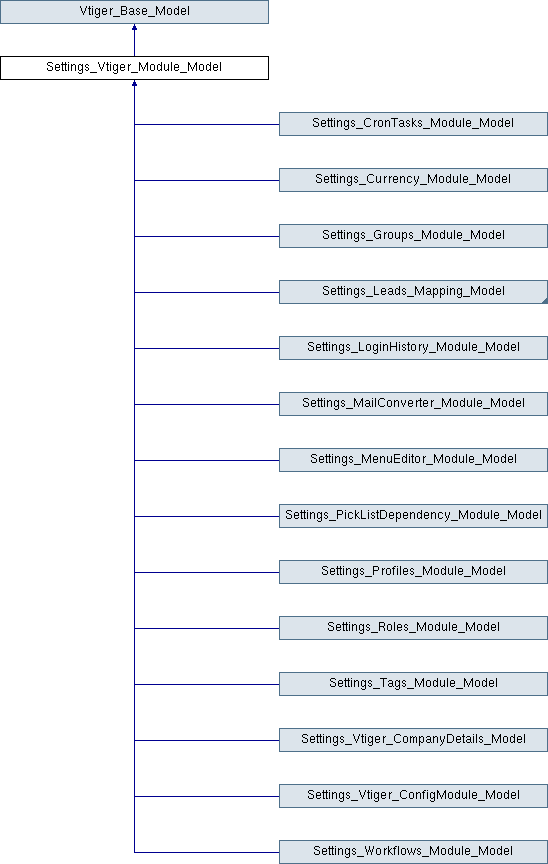 Vtiger_Base_Model
Settings_Vtiger_Module_Model
Settings_CronTasks_Module_Model
Settings_Currency_Module_Model
Settings_Groups_Module_Model
Settings_Leads_Mapping_Model
Settings_LoginHistory_Module_Model
Settings_MailConverter_Module_Model
Settings_MenuEditor_Module_Model
Settings_PickListDependency_Module_Model
Settings_Profiles_Module_Model
Settings_Roles_Module_Model
Settings_Tags_Module_Model
Settings_Vtiger_CompanyDetails_Model
Settings_Vtiger_ConfigModule_Model
Settings_Workflows_Module_Model